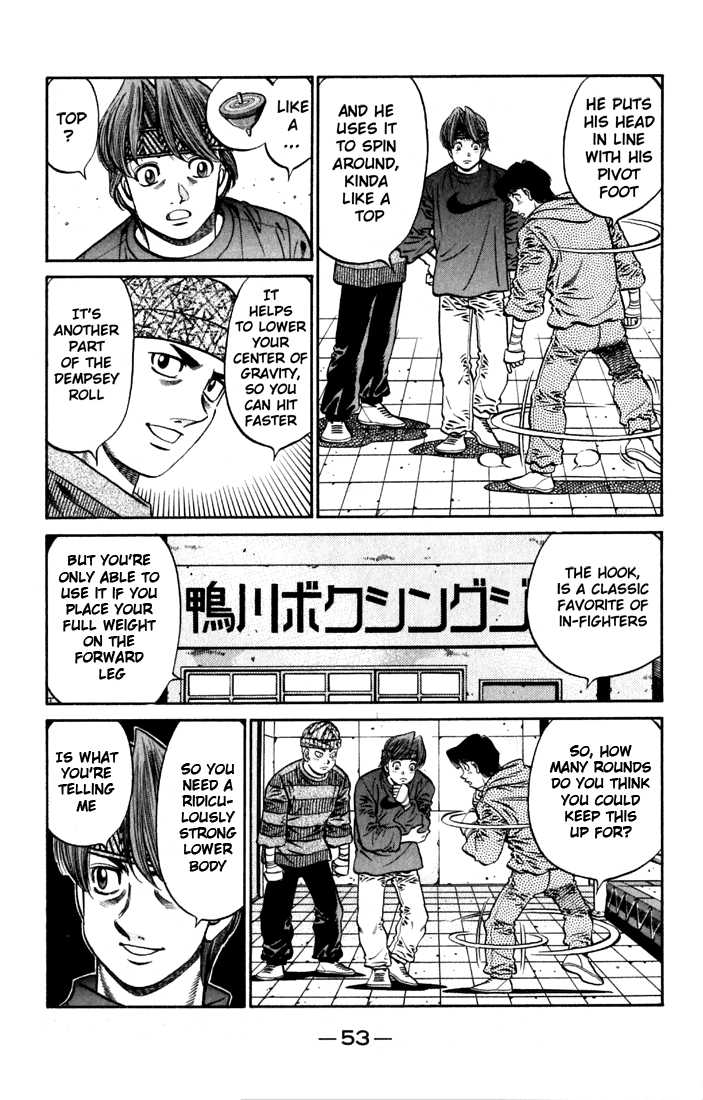 HE PUTS
HIS HEAD
IN LINE
WITH HIS
PIVOT
FOOT
AND HE
USES IT
TO SPIN
AROUND,
KINDA
LIKE A
TOP
LIKE
A
...
TOP
?
IT
HELPS
TO LOWER
YOUR
CENTER OF
GRAVITY,
SO YOU
CAN HIT
FASTER
IT'S
ANOTHER
PART
OF THE
DEMPSEY
ROLL
THE HOOK,
IS A CLASSIC
FAVORITE OF
IN-FIGHTERS
鴨川ボクシングジ
BUT YOU'RE
ONLY ABLE TO
USE IT IF YOU
PLACE YOUR
FULL WEIGHT
ON THE
FORWARD
LEG
SO, HOW
MANY ROUNDS
DO YOU THINK
YOU COULD
KEEP THIS
UP FOR?
SO YOU
NEED A
RIDICU-
LOUSLY
STRONG
LOWER
BODY
IS WHAT
YOU'RE
TELLING
ME
—53—